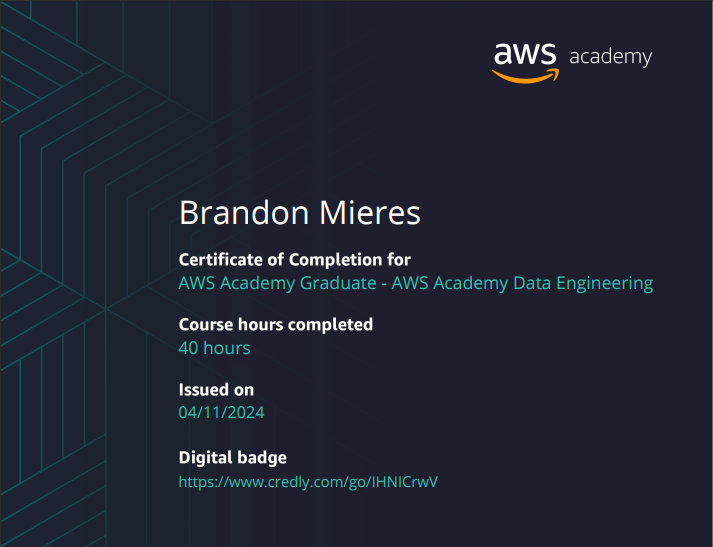 aws academy
Brandon Mieres
Certificate of Completion for
AWS Academy Graduate - AWS Academy Data Engineering
Course hours completed
40 hours
Issued on
04/11/2024
Digital badge
https://www.credly.com/go/IHNICrwV